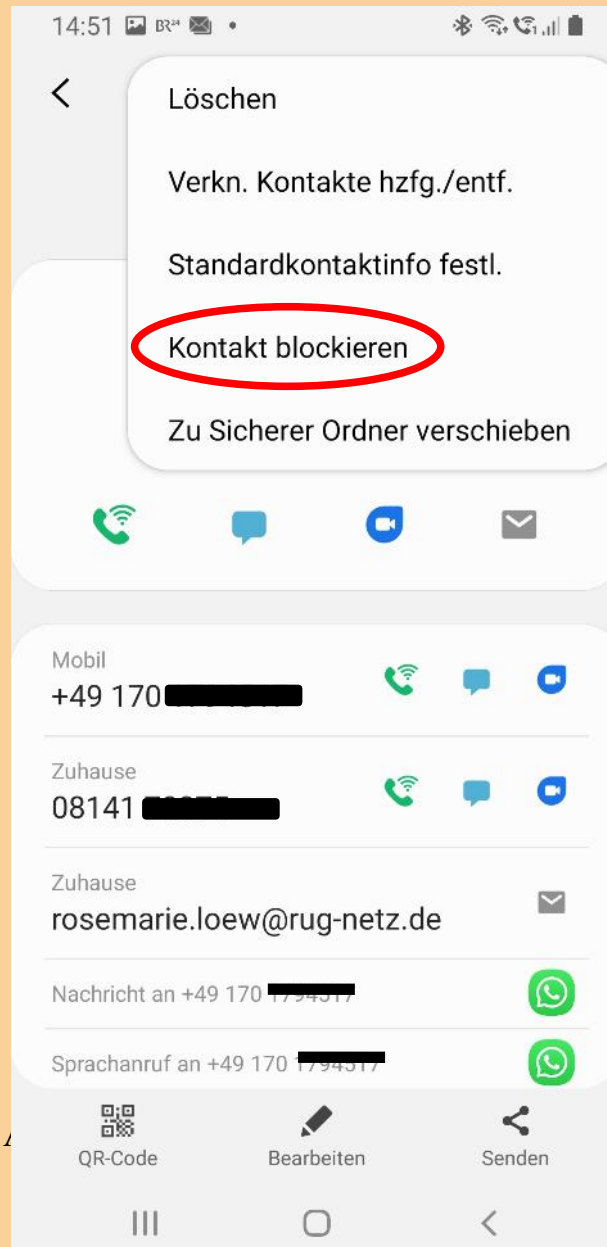 14:51 BR24
Löschen
Verkn. Kontakte hzfg./entf.
Standardkontaktinfo festl.
Kontakt blockieren
Zu Sicherer Ordner verschieben
Mobil
+49 170
Zuhause
08141
Zuhause
rosemarie.loew@rug-netz.de
Nachricht an +49 170
Sprachanruf an +49 170
QR-Code Bearbeiten Senden